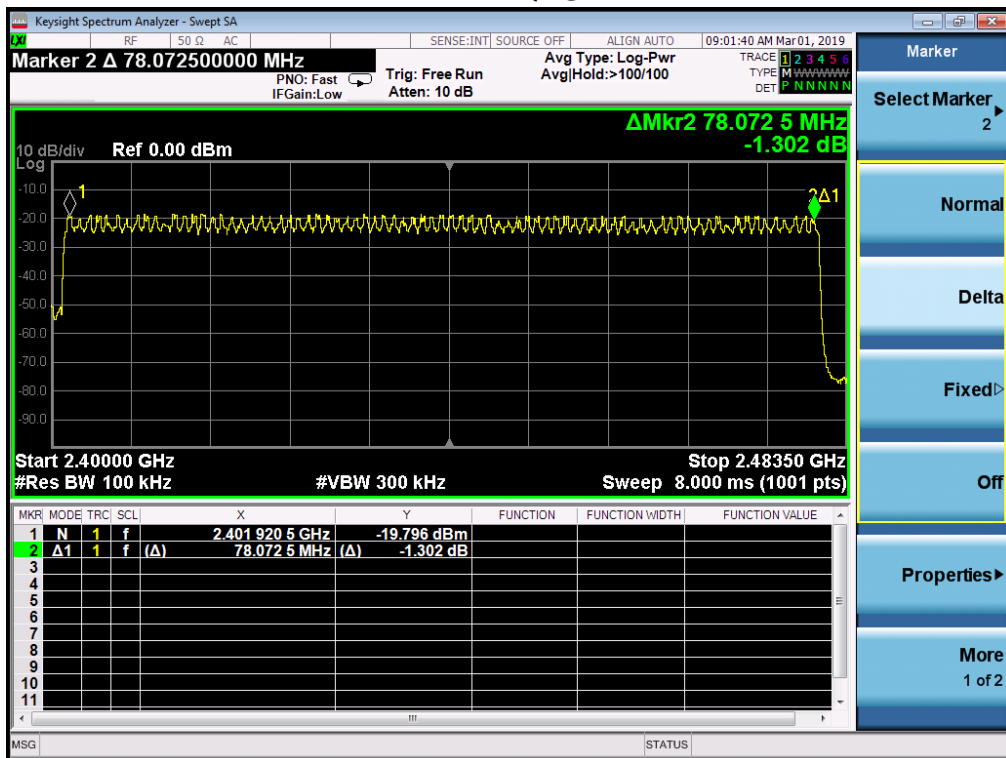 Keysight Spectrum Analyzer - Swept SA
LXI RF 50 Ω AC SENSE:INT SOURCE OFF ALIGN AUTO 09:01:40 AM Mar 01, 2019
Marker 2 Δ 78.072500000 MHz
PNO: Fast
IFGain:Low
Trig: Free Run
Atten: 10 dB
Avg Type: Log-Pwr
Avg|Hold:>100/100
TRACE 1 2 3 4 5 6
TYPE M WWWWW
DET P N N N N N
ΔMkr2 78.072 5 MHz
-1.302 dB
10 dB/div Ref 0.00 dBm
Log
1
2Δ1
-10.0
-20.0
-30.0
-40.0
-50.0
-60.0
-70.0
-80.0
-90.0
Start 2.40000 GHz Stop 2.48350 GHz
#Res BW 100 kHz #VBW 300 kHz Sweep 8.000 ms (1001 pts)
MKR MODE TRC SCL X Y FUNCTION FUNCTION WIDTH FUNCTION VALUE
1 N 1 f 2.401 920 5 GHz -19.796 dBm
2 Δ1 1 f (Δ) 78.072 5 MHz (Δ) -1.302 dB
3
4
5
6
7
8
9
10
11
MSG STATUS
Marker
Select Marker
2
Normal
Delta
Fixed
Off
Properties
More
1 of 2